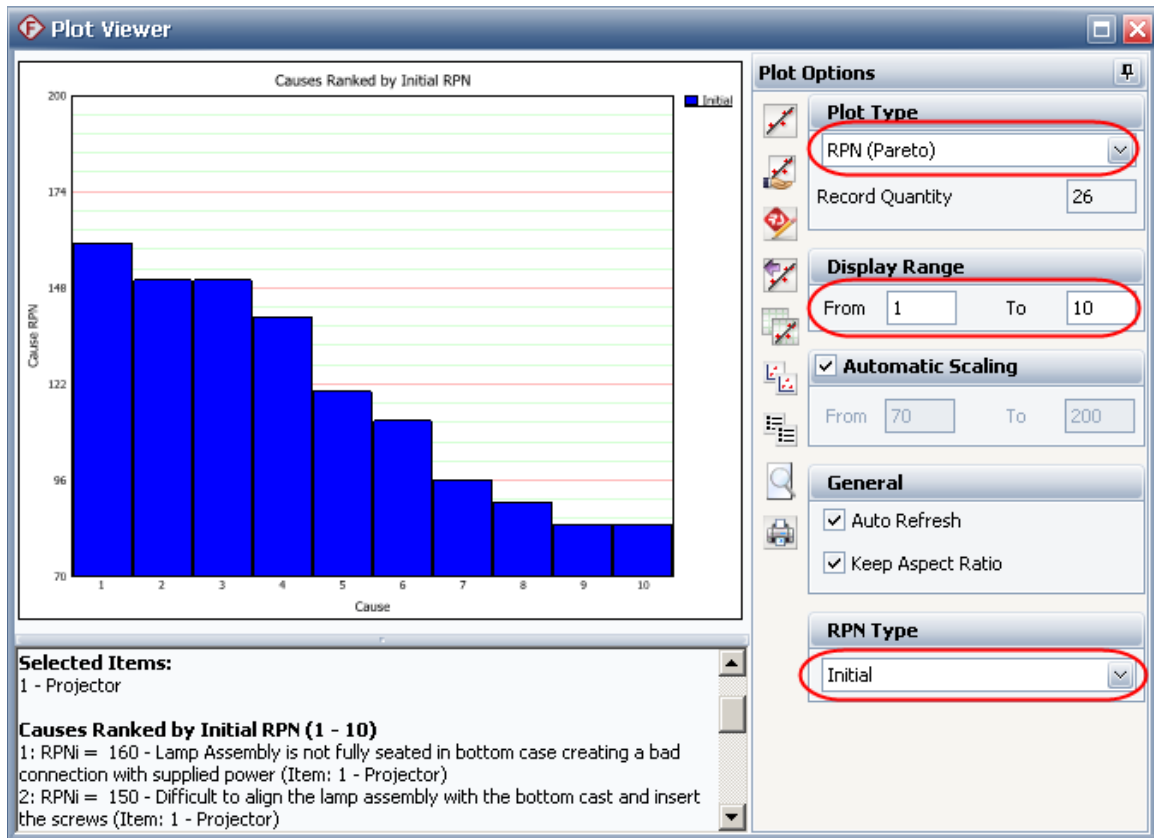 Plot Viewer
Causes Ranked by Initial RPN
Initial
200
174
148
122
96
70
Cause RPN
1 2 3 4 5 6 7 8 9 10
Cause
Selected Items:
1 - Projector
Causes Ranked by Initial RPN (1 - 10)
1: RPNi = 160 - Lamp Assembly is not fully seated in bottom case creating a bad
connection with supplied power (Item: 1 - Projector)
2: RPNi = 150 - Difficult to align the lamp assembly with the bottom cast and insert
the screws (Item: 1 - Projector)
Plot Options
Plot Type
RPN (Pareto)
Record Quantity 26
Display Range
From 1 To 10
Automatic Scaling
From 70 To 200
General
Auto Refresh
Keep Aspect Ratio
RPN Type
Initial